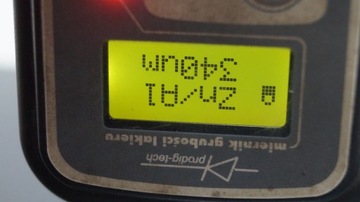 prodig-tech
miernik grubości lakieru
Zn/Al
340um